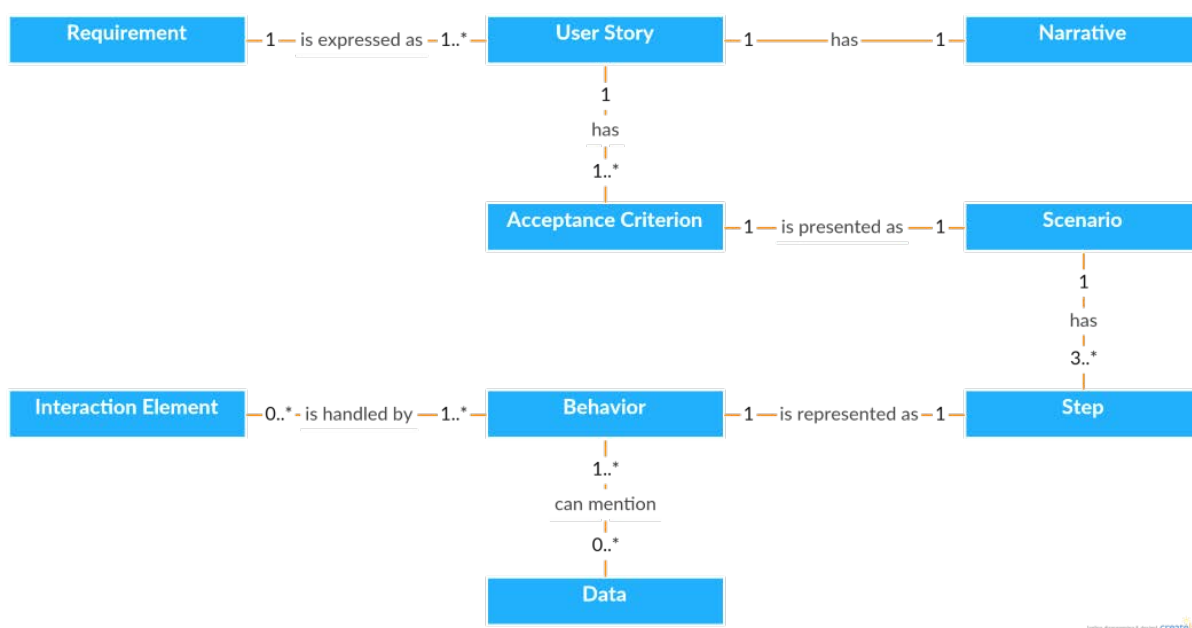 Requirement
1
is expressed as
1..*
User Story
1
has
1
Narrative
1
has
1..*
Acceptance Criterion
1
is presented as
1
Scenario
1
has
3..*
Interaction Element
0..*
is handled by
1..*
Behavior
1
is represented as
1
Step
1..*
can mention
0..*
Data